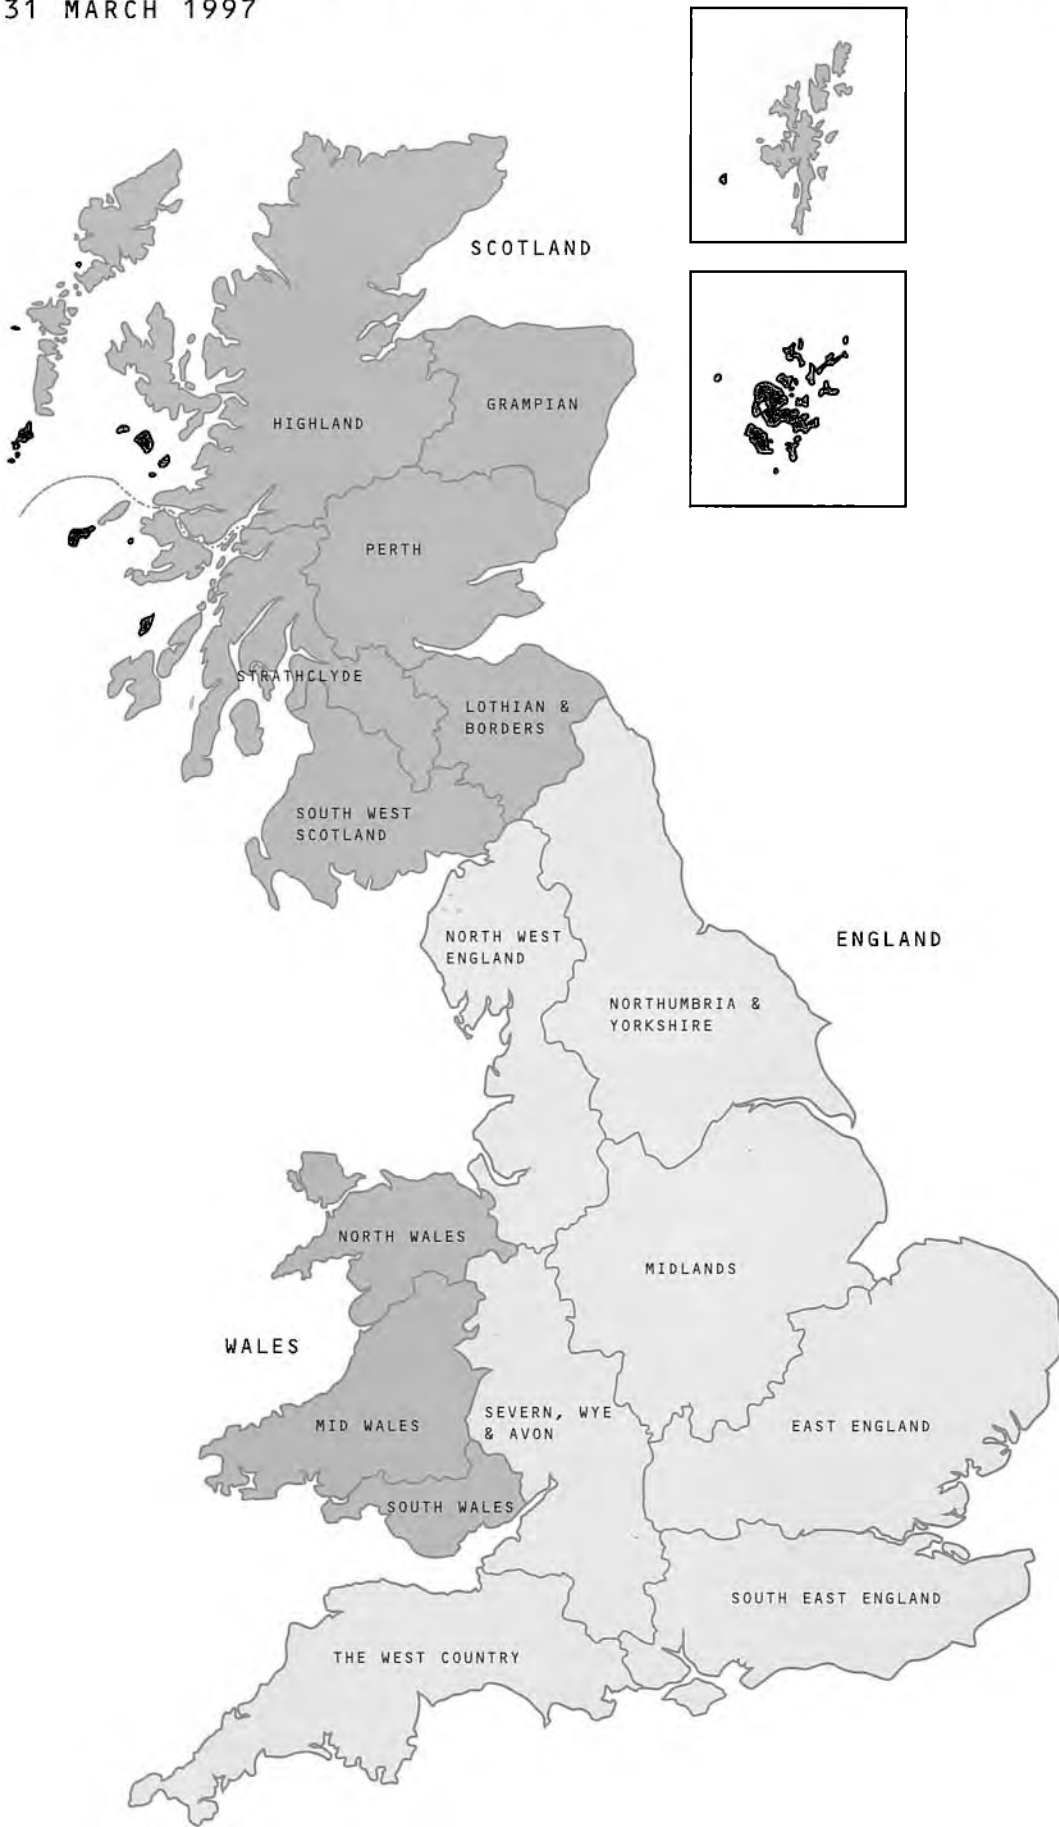 31 MARCH 1997
SCOTLAND
GRAMPIAN
HIGHLAND
PERTH
STRATHCLYDE
LOTHIAN &
BORDERS
SOUTH WEST
SCOTLAND
NORTH WEST
ENGLAND
ENGLAND
NORTHUMBRIA &
YORKSHIRE
NORTH WALES
MIDLANDS
WALES
MID WALES
SEVERN, WYE
& AVON
EAST ENGLAND
SOUTH WALES
SOUTH EAST ENGLAND
THE WEST COUNTRY